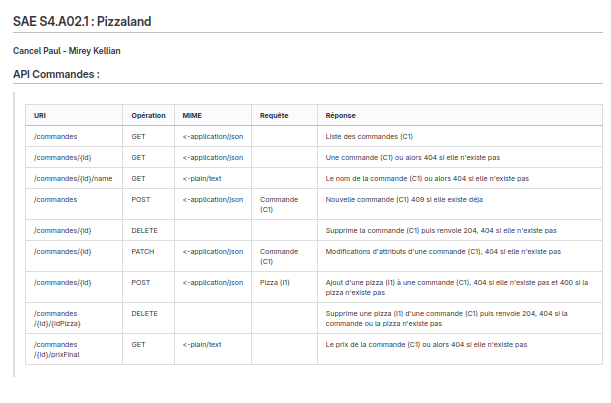 SAE S4.A02.1 : Pizzaland
Cancel Paul - Mirey Kellian
API Commandes :
URI Opération MIME Requête Réponse
/commandes GET <-application/json Liste des commandes (C1)
/commandes/{id} GET <-application/json Une commande (C1) ou alors 404 si elle n'existe pas
/commandes/{id}/name GET <-plain/text Le nom de la commande (C1) ou alors 404 si elle n'existe pas
/commandes POST <-application/json Commande Nouvelle commande (C1) 409 si elle existe déja
(C1)
/commandes/{id} DELETE Supprime la commande (C1) puis renvoie 204, 404 si elle n'existe pas
/commandes/{id} PATCH <-application/json Commande Modifications d'attributs d'une commande (C1), 404 si elle n'existe pas
(C1)
/commandes/{id} POST <-application/json Pizza (I1) Ajout d'une pizza (I1) à une commande (C1), 404 si elle n'existe pas et 400 si la
pizza n'existe pas
/commandes DELETE Supprime une pizza (I1) d'une commande (C1) puis renvoie 204, 404 si la
/{id}/{idPizza} commande ou la pizza n'existe pas
/commandes GET <-plain/text Le prix de la commande (C1) ou alors 404 si elle n'existe pas
/{id}/prixFinal